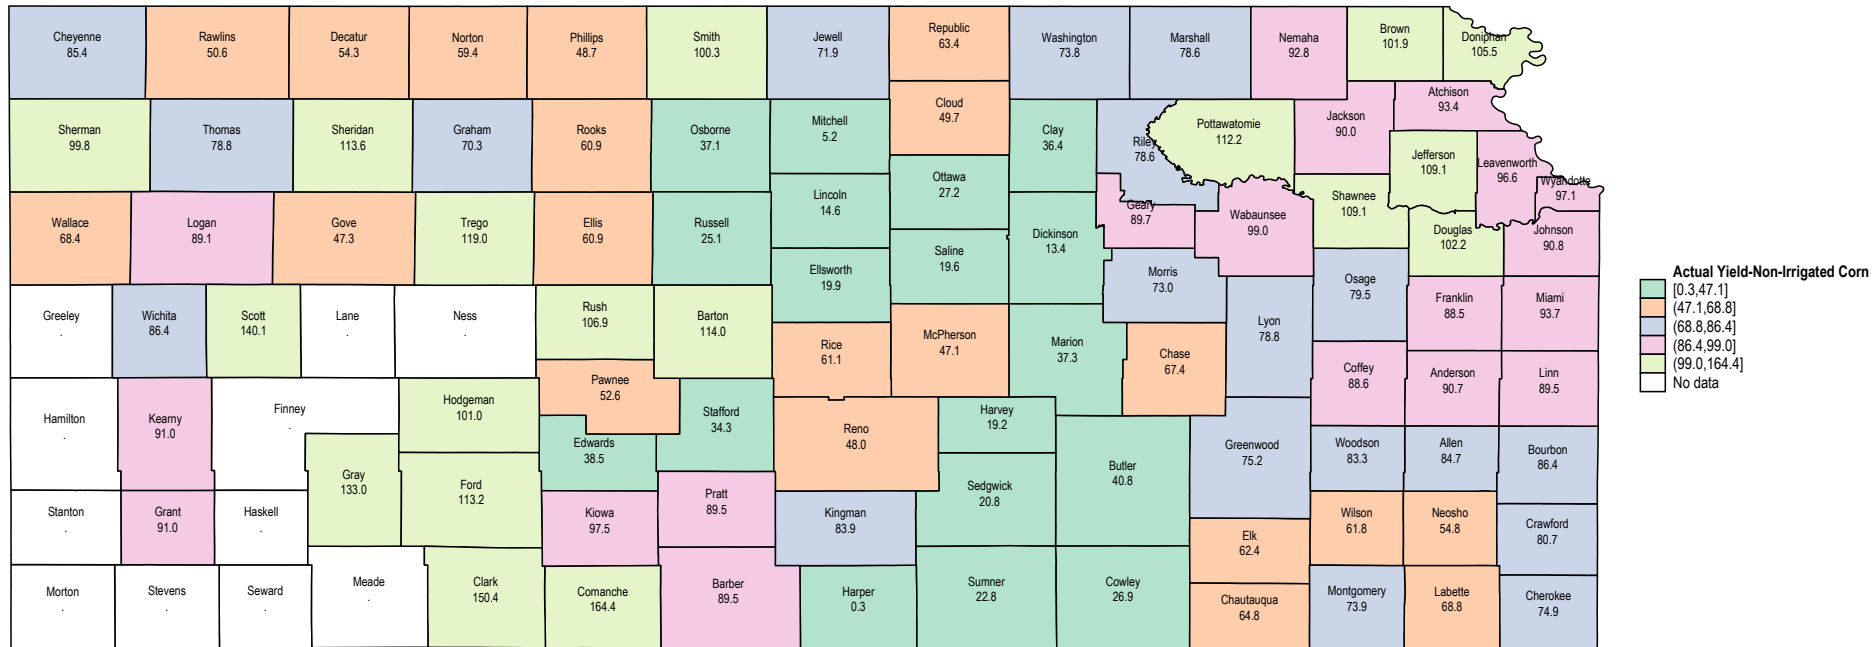 Cheyenne
85.4
Rawlins
50.6
Decatur
54.3
Norton
59.4
Phillips
48.7
Smith
100.3
Jewell
71.9
Republic
63.4
Washington
73.8
Marshall
78.6
Nemaha
92.8
Brown
101.9
Doniphan
105.5
Sherman
99.8
Thomas
78.8
Sheridan
113.6
Graham
70.3
Rooks
60.9
Osborne
37.1
Mitchell
5.2
Cloud
49.7
Clay
36.4
Riley
78.6
Pottawatomie
112.2
Jackson
90.0
Atchison
93.4
Jefferson
109.1
Leavenworth
96.6
Wyandotte
97.1
Wallace
68.4
Logan
89.1
Gove
47.3
Trego
119.0
Ellis
60.9
Russell
25.1
Lincoln
14.6
Ottawa
27.2
Saline
19.6
Dickinson
13.4
Geary
89.7
Wabaunsee
99.0
Shawnee
109.1
Douglas
102.2
Johnson
90.8
Ellsworth
19.9
Morris
73.0
Osage
79.5
Franklin
88.5
Miami
93.7
Greeley
.
Wichita
86.4
Scott
140.1
Lane
.
Ness
.
Rush
106.9
Barton
114.0
Rice
61.1
McPherson
47.1
Marion
37.3
Chase
67.4
Lyon
78.8
Coffey
88.6
Anderson
90.7
Linn
89.5
Hamilton
.
Kearny
91.0
Finney
.
Hodgeman
101.0
Pawnee
52.6
Stafford
34.3
Edwards
38.5
Reno
48.0
Harvey
19.2
Butler
40.8
Greenwood
75.2
Woodson
83.3
Allen
84.7
Bourbon
86.4
Gray
133.0
Ford
113.2
Stanton
.
Grant
91.0
Haskell
.
Kiowa
97.5
Pratt
89.5
Kingman
83.9
Sedgwick
20.8
Elk
62.4
Wilson
61.8
Neosho
54.8
Crawford
80.7
Morton
.
Stevens
.
Seward
.
Meade
.
Clark
150.4
Comanche
164.4
Barber
89.5
Harper
0.3
Sumner
22.8
Cowley
26.9
Chautauqua
64.8
Montgomery
73.9
Labette
68.8
Cherokee
74.9
Actual Yield-Non-Irrigated Corn
[0.3,47.1]
(47.1,68.8]
(68.8,86.4]
(86.4,99.0]
(99.0,164.4]
No data